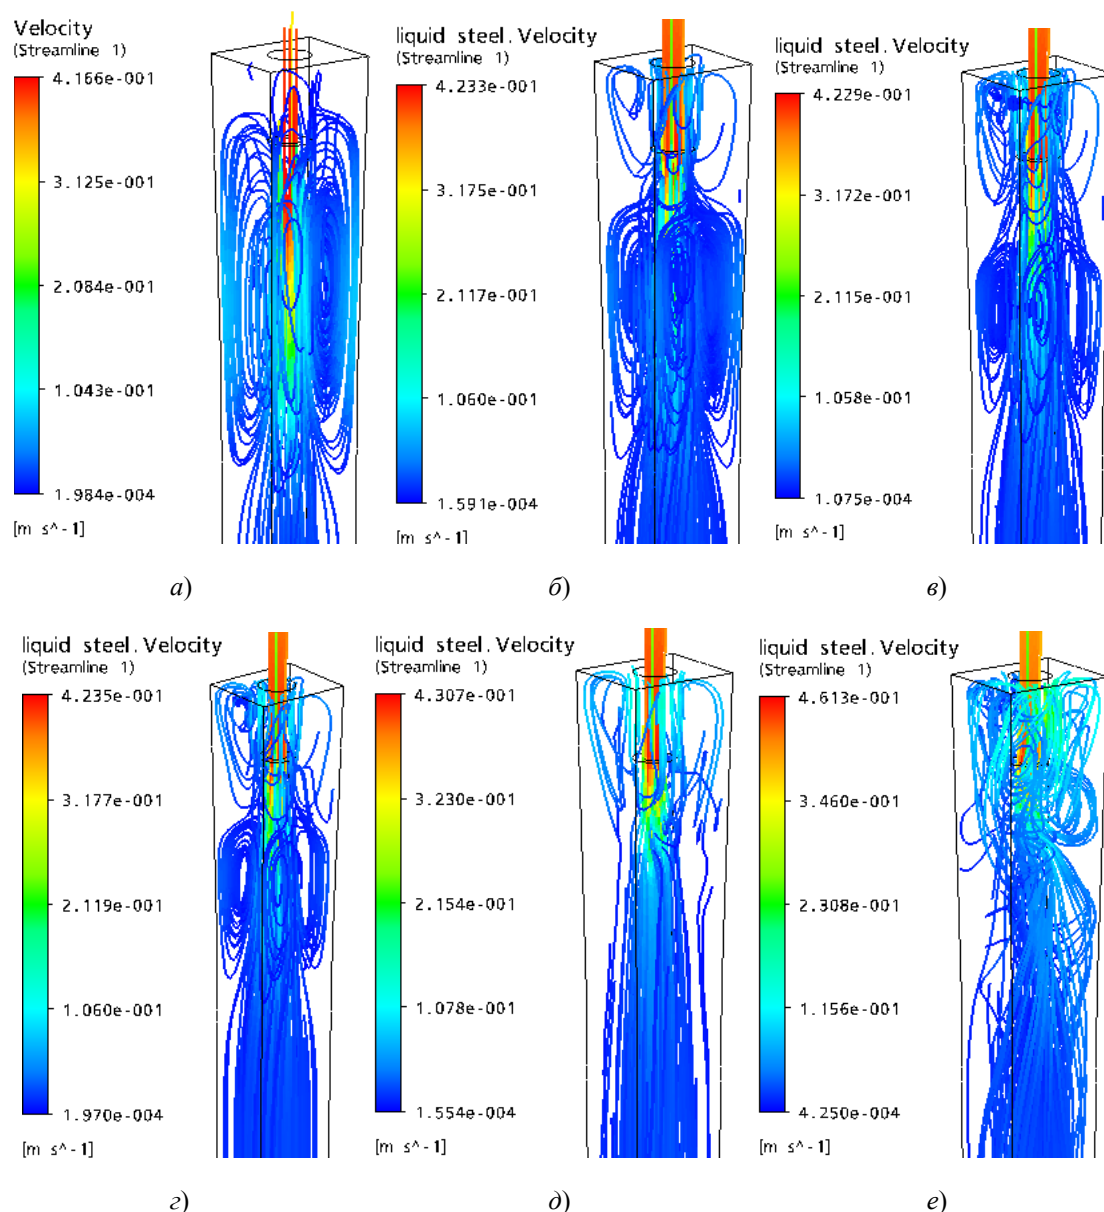 Velocity
(Streamline 1)
4.166e-001
3.125e-001
2.084e-001
1.043e-001
1.984e-004
[m s^-1]
liquid steel.Velocity
(Streamline 1)
4.233e-001
3.175e-001
2.117e-001
1.060e-001
1.591e-004
[m s^-1]
liquid steel.Velocity
(Streamline 1)
4.229e-001
3.172e-001
2.115e-001
1.058e-001
1.075e-004
[m s^-1]
а)
б)
в)
liquid steel.Velocity
(Streamline 1)
4.235e-001
3.177e-001
2.119e-001
1.060e-001
1.970e-004
[m s^-1]
liquid steel.Velocity
(Streamline 1)
4.307e-001
3.230e-001
2.154e-001
1.078e-001
1.554e-004
[m s^-1]
liquid steel.Velocity
(Streamline 1)
4.613e-001
3.460e-001
2.308e-001
1.156e-001
4.250e-004
[m s^-1]
г)
д)
е)